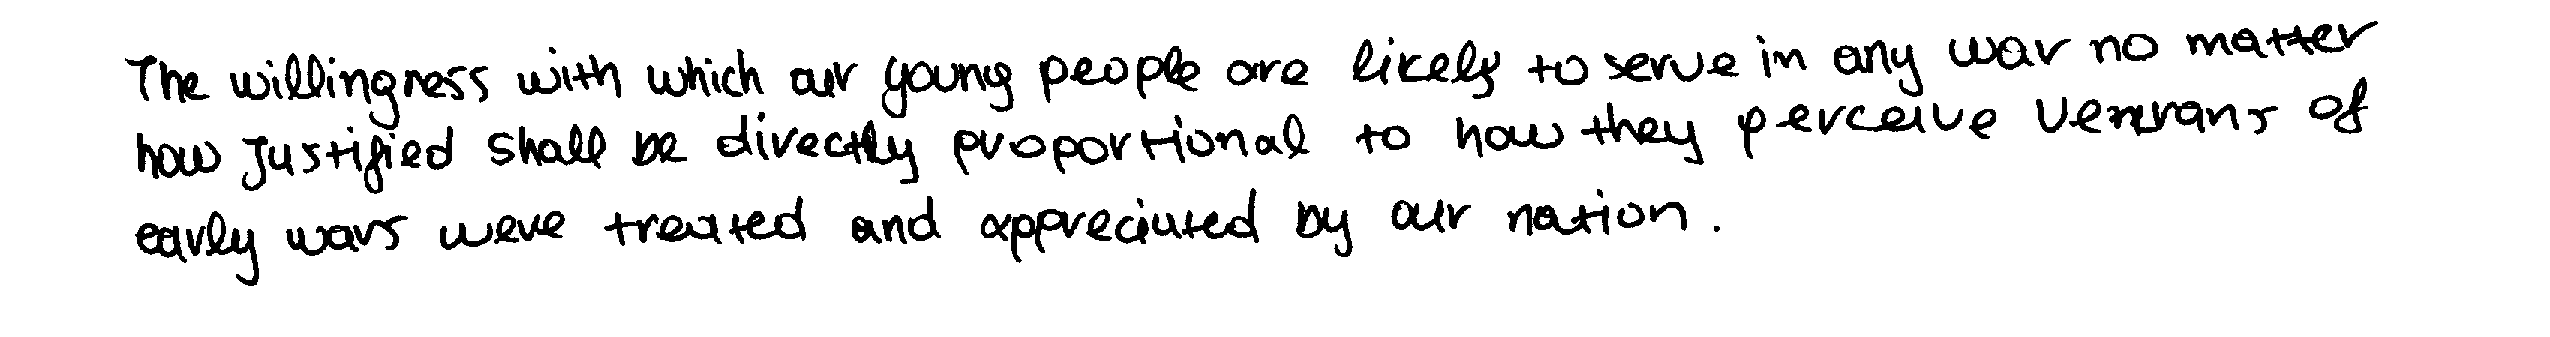 The willingness with which our young people are likely to serve in any war no matter
how justified shall be directly proportional to how they perceive veterans of
early wars were treated and appreciated by our nation.